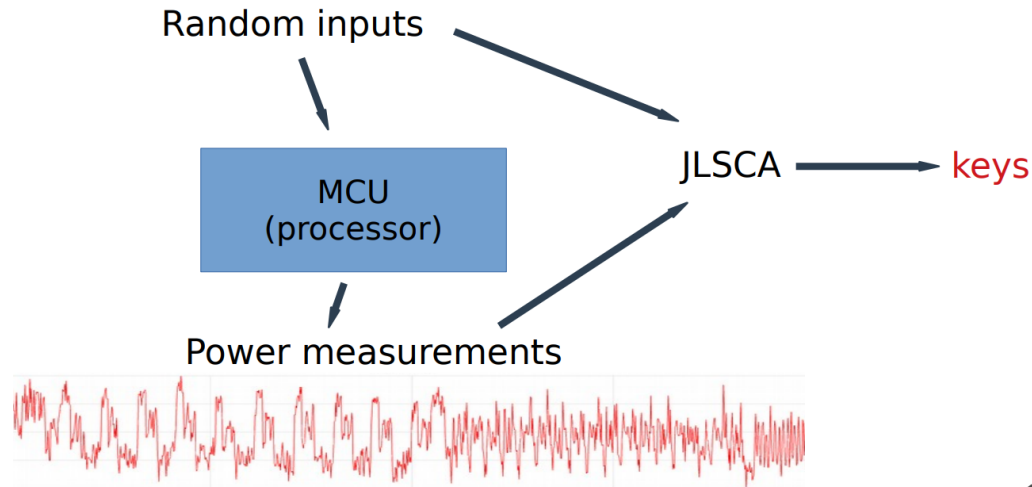 Random inputs
MCU
(processor)
JLSCA
keys
Power measurements